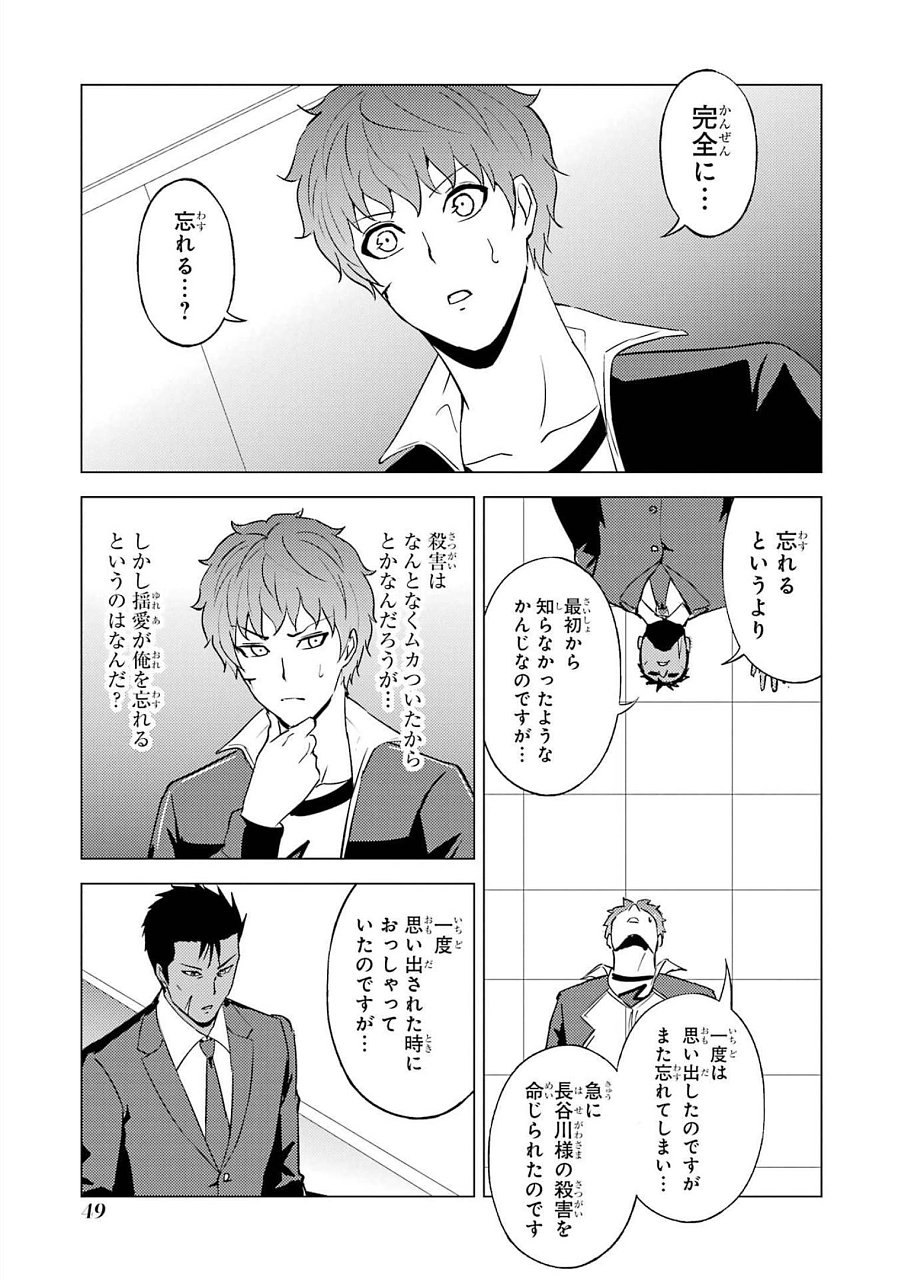 完全に…
忘れる…?
忘れる
というより
最初から
知らなかったような
かんじなのですが…
一度は
思い出したのですが
また忘れてしまい…
急に
長谷川様の殺害を
命じられたのです
殺害は
なんとなくムカついたから
とかなんだろうが…
しかし揺愛が俺を忘れる
というのはなんだ?
一度
思い出された時に
おっしゃって
いたのですが…
49